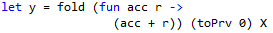 let y = fold (fun acc r ->
(acc + r)) (toPrv 0) X